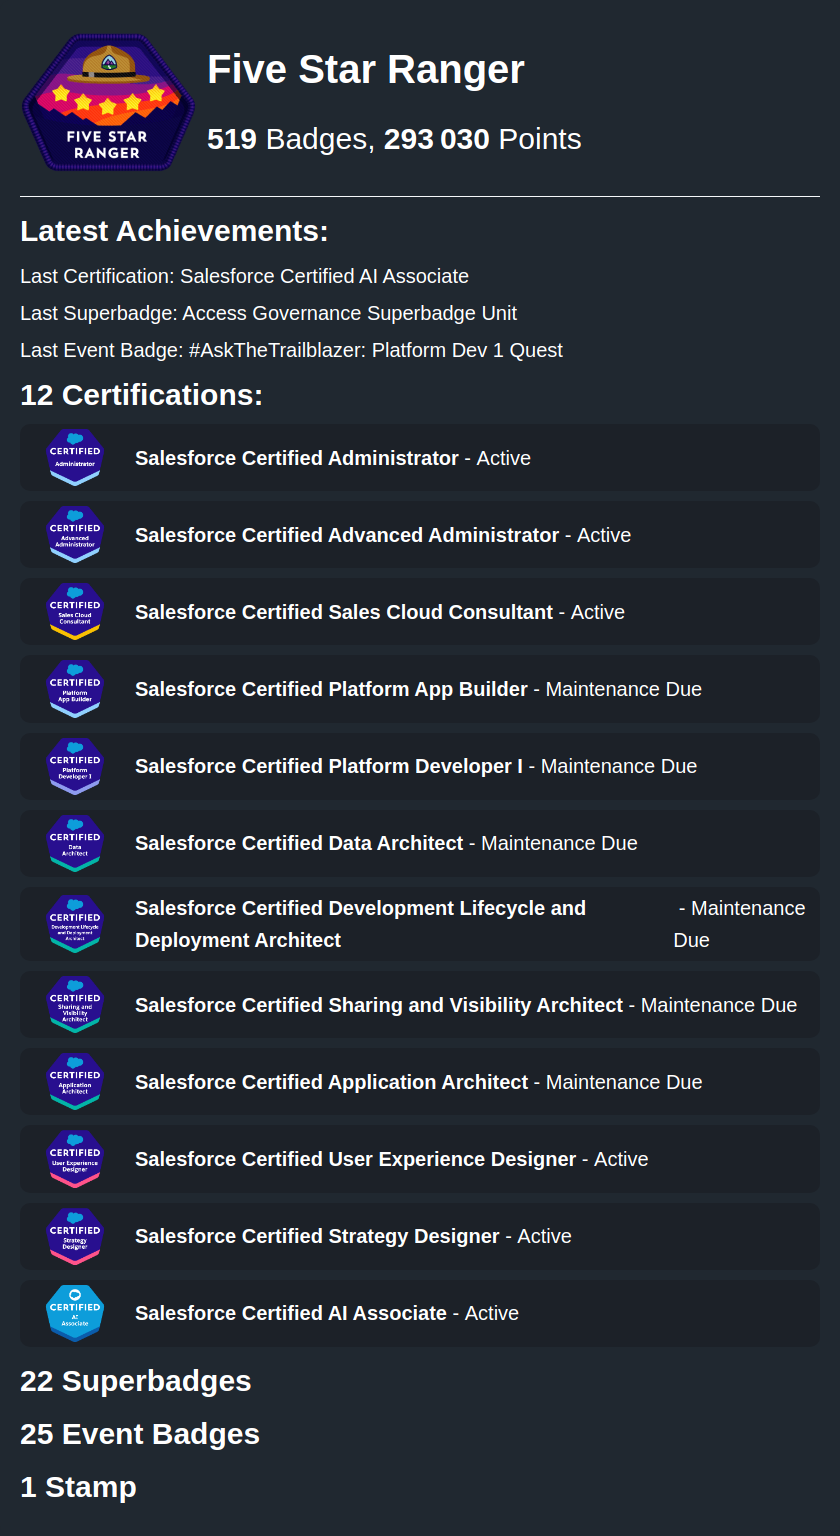 FIVE STAR
RANGER
Five Star Ranger
519 Badges, 293 030 Points
Latest Achievements:
Last Certification: Salesforce Certified AI Associate
Last Superbadge: Access Governance Superbadge Unit
Last Event Badge: #AskTheTrailblazer: Platform Dev 1 Quest
12 Certifications:
CERTIFIED
Administrator
Salesforce Certified Administrator - Active
CERTIFIED
Advanced
Administrator
Salesforce Certified Advanced Administrator - Active
CERTIFIED
Sales Cloud
Consultant
Salesforce Certified Sales Cloud Consultant - Active
CERTIFIED
Platform
App Builder
Salesforce Certified Platform App Builder - Maintenance Due
CERTIFIED
Platform
Developer I
Salesforce Certified Platform Developer I - Maintenance Due
CERTIFIED
Data
Architect
Salesforce Certified Data Architect - Maintenance Due
CERTIFIED
Development Lifecycle
and Deployment
Architect
Salesforce Certified Development Lifecycle and - Maintenance
Deployment Architect Due
CERTIFIED
Sharing and
Visibility
Architect
Salesforce Certified Sharing and Visibility Architect - Maintenance Due
CERTIFIED
Application
Architect
Salesforce Certified Application Architect - Maintenance Due
CERTIFIED
User Experience
Designer
Salesforce Certified User Experience Designer - Active
CERTIFIED
Strategy
Designer
Salesforce Certified Strategy Designer - Active
CERTIFIED
AI
Associate
Salesforce Certified AI Associate - Active
22 Superbadges
25 Event Badges
1 Stamp